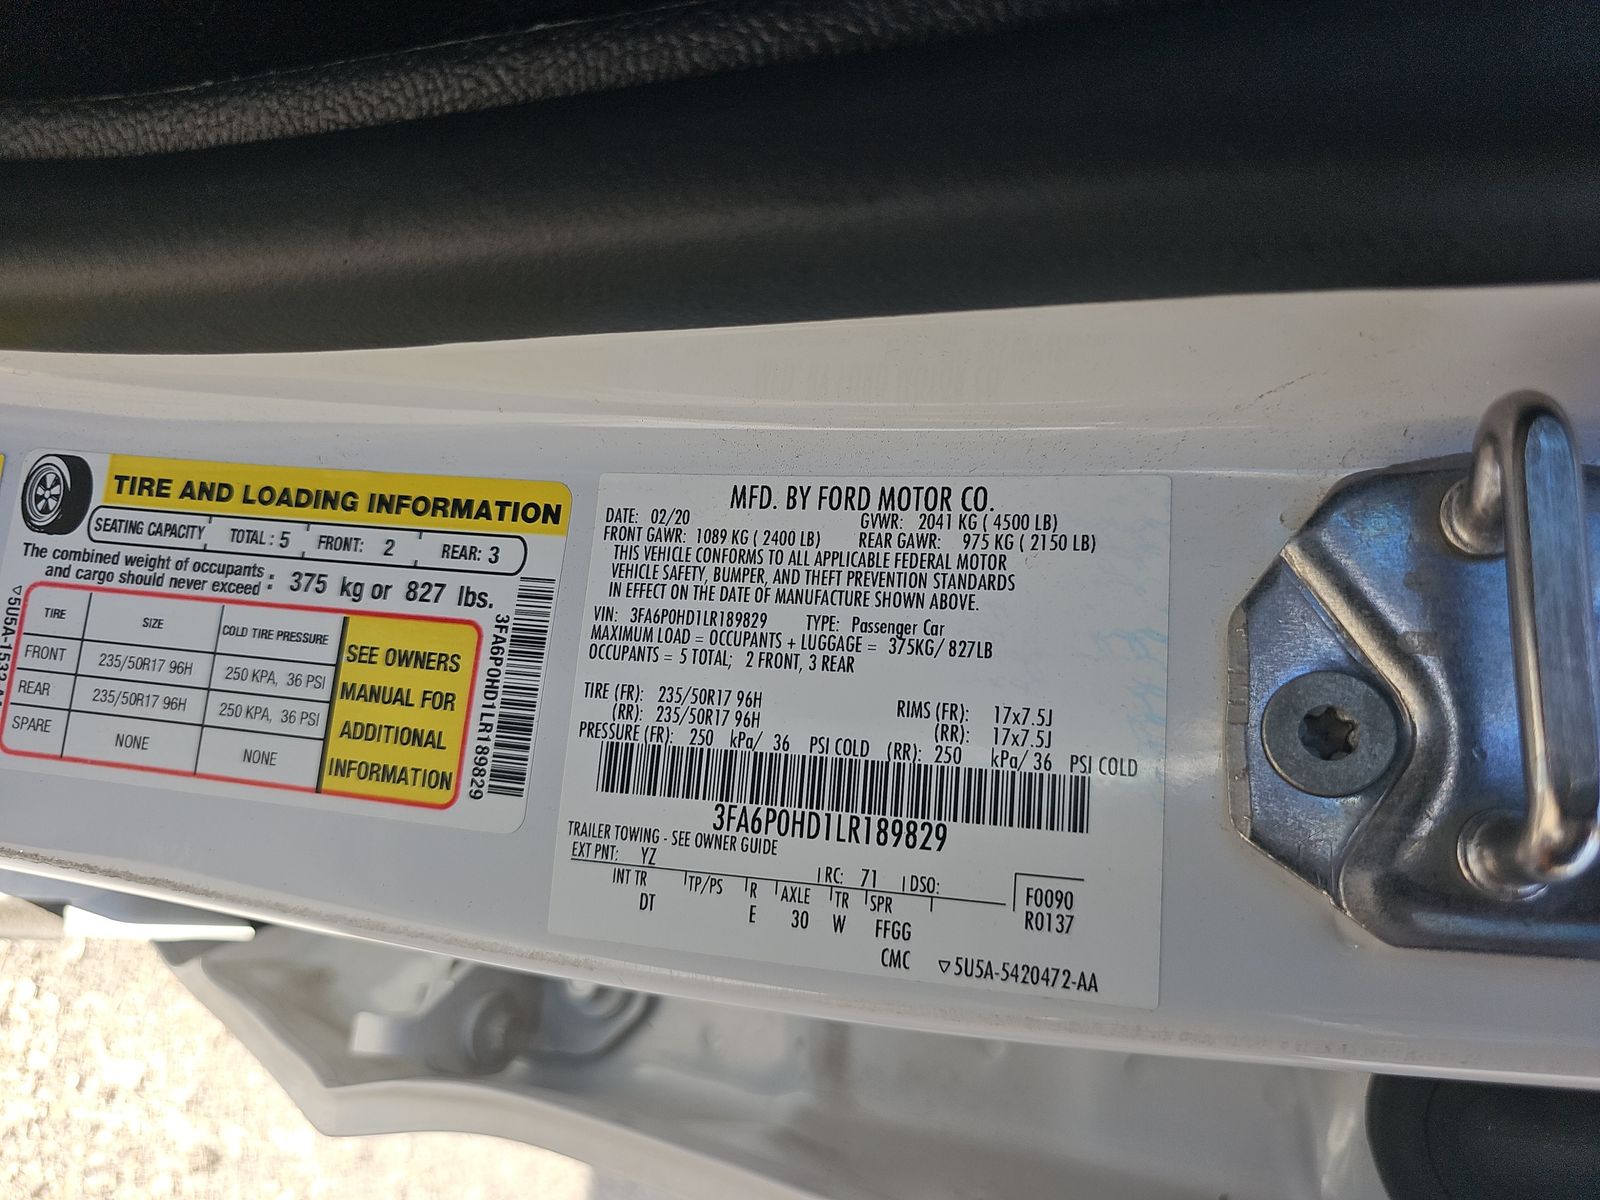 TIRE AND LOADING INFORMATION
SEATING CAPACITY TOTAL : 5 FRONT: 2 REAR: 3
The combined weight of occupants
and cargo should never exceed : 375 kg or 827 lbs.
TIRE SIZE COLD TIRE PRESSURE
FRONT 235/50R17 96H 250 KPA, 36 PSI
REAR 235/50R17 96H 250 KPA, 36 PSI
SPARE NONE NONE
SEE OWNERS
MANUAL FOR
ADDITIONAL
INFORMATION
3FA6P0HD1LR189829
MFD. BY FORD MOTOR CO.
DATE: 02/20 GVWR: 2041 KG ( 4500 LB)
FRONT GAWR: 1089 KG ( 2400 LB) REAR GAWR: 975 KG ( 2150 LB)
THIS VEHICLE CONFORMS TO ALL APPLICABLE FEDERAL MOTOR
VEHICLE SAFETY, BUMPER, AND THEFT PREVENTION STANDARDS
IN EFFECT ON THE DATE OF MANUFACTURE SHOWN ABOVE.
VIN: 3FA6P0HD1LR189829 TYPE: Passenger Car
MAXIMUM LOAD = OCCUPANTS + LUGGAGE = 375KG/ 827LB
OCCUPANTS = 5 TOTAL; 2 FRONT, 3 REAR
TIRE (FR): 235/50R17 96H RIMS (FR): 17x7.5J
(RR): 235/50R17 96H (RR): 17x7.5J
PRESSURE (FR): 250 kPa/ 36 PSI COLD (RR): 250 kPa/ 36 PSI COLD
3FA6P0HD1LR189829
TRAILER TOWING - SEE OWNER GUIDE
EXT PNT: YZ RC: 71 DSO:
INT TR TP/PS R AXLE TR SPR
DT E 30 W FFGG
F0090
R0137
CMC ▽5U5A-5420472-AA